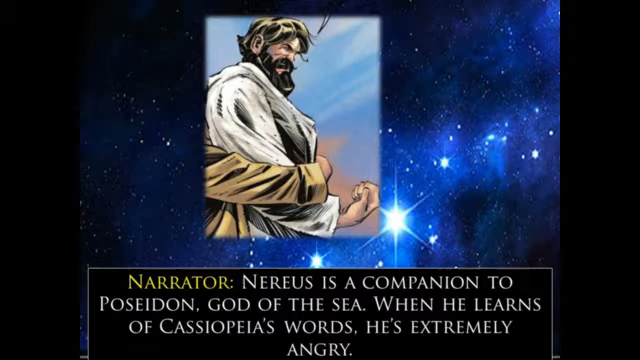 Narrator: Nereus is a companion to
Poseidon, god of the sea. When he learns
of Cassiopeia's words, he's extremely
angry.